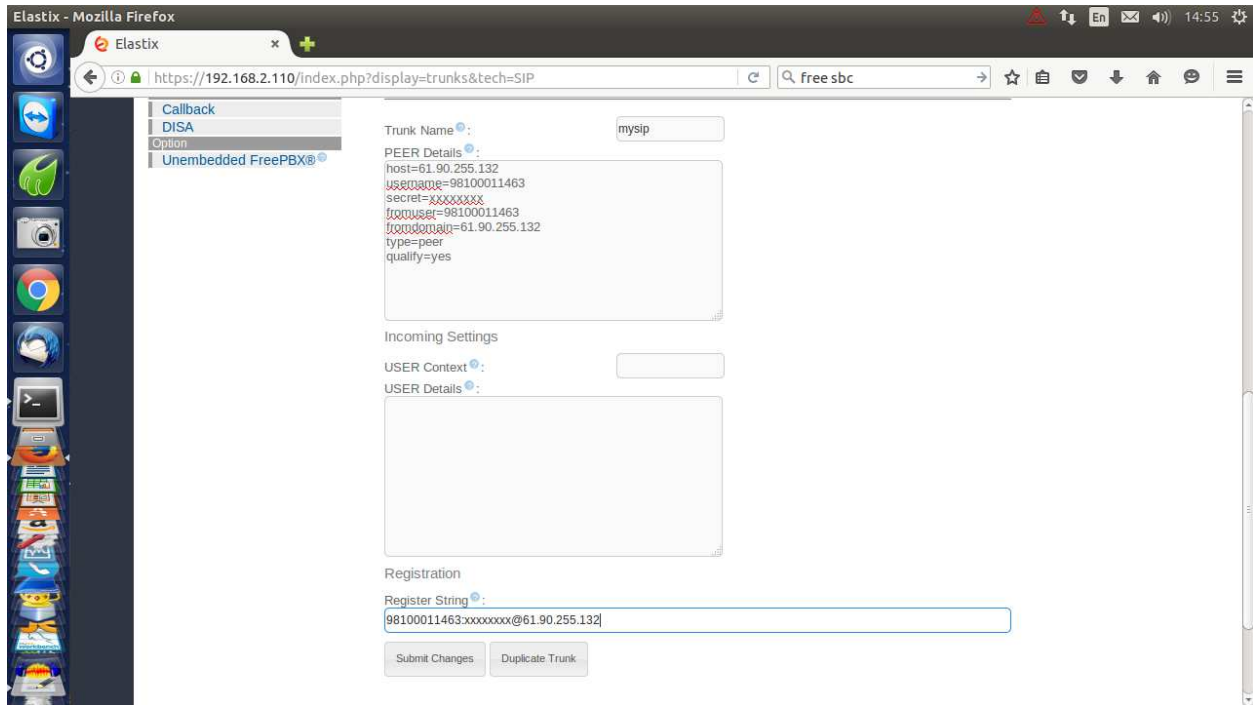 Elastix - Mozilla Firefox
En
14:55
Elastix
https://192.168.2.110/index.php?display=trunks&tech=SIP
free sbc
Callback
DISA
Option
Unembedded FreePBX®
Trunk Name :
mysip
PEER Details :
host=61.90.255.132
username=98100011463
secret=xxxxxxxx
fromuser=98100011463
fromdomain=61.90.255.132
type=peer
qualify=yes
Incoming Settings
USER Context :
USER Details :
Registration
Register String :
98100011463:xxxxxxxx@61.90.255.132
Submit Changes
Duplicate Trunk